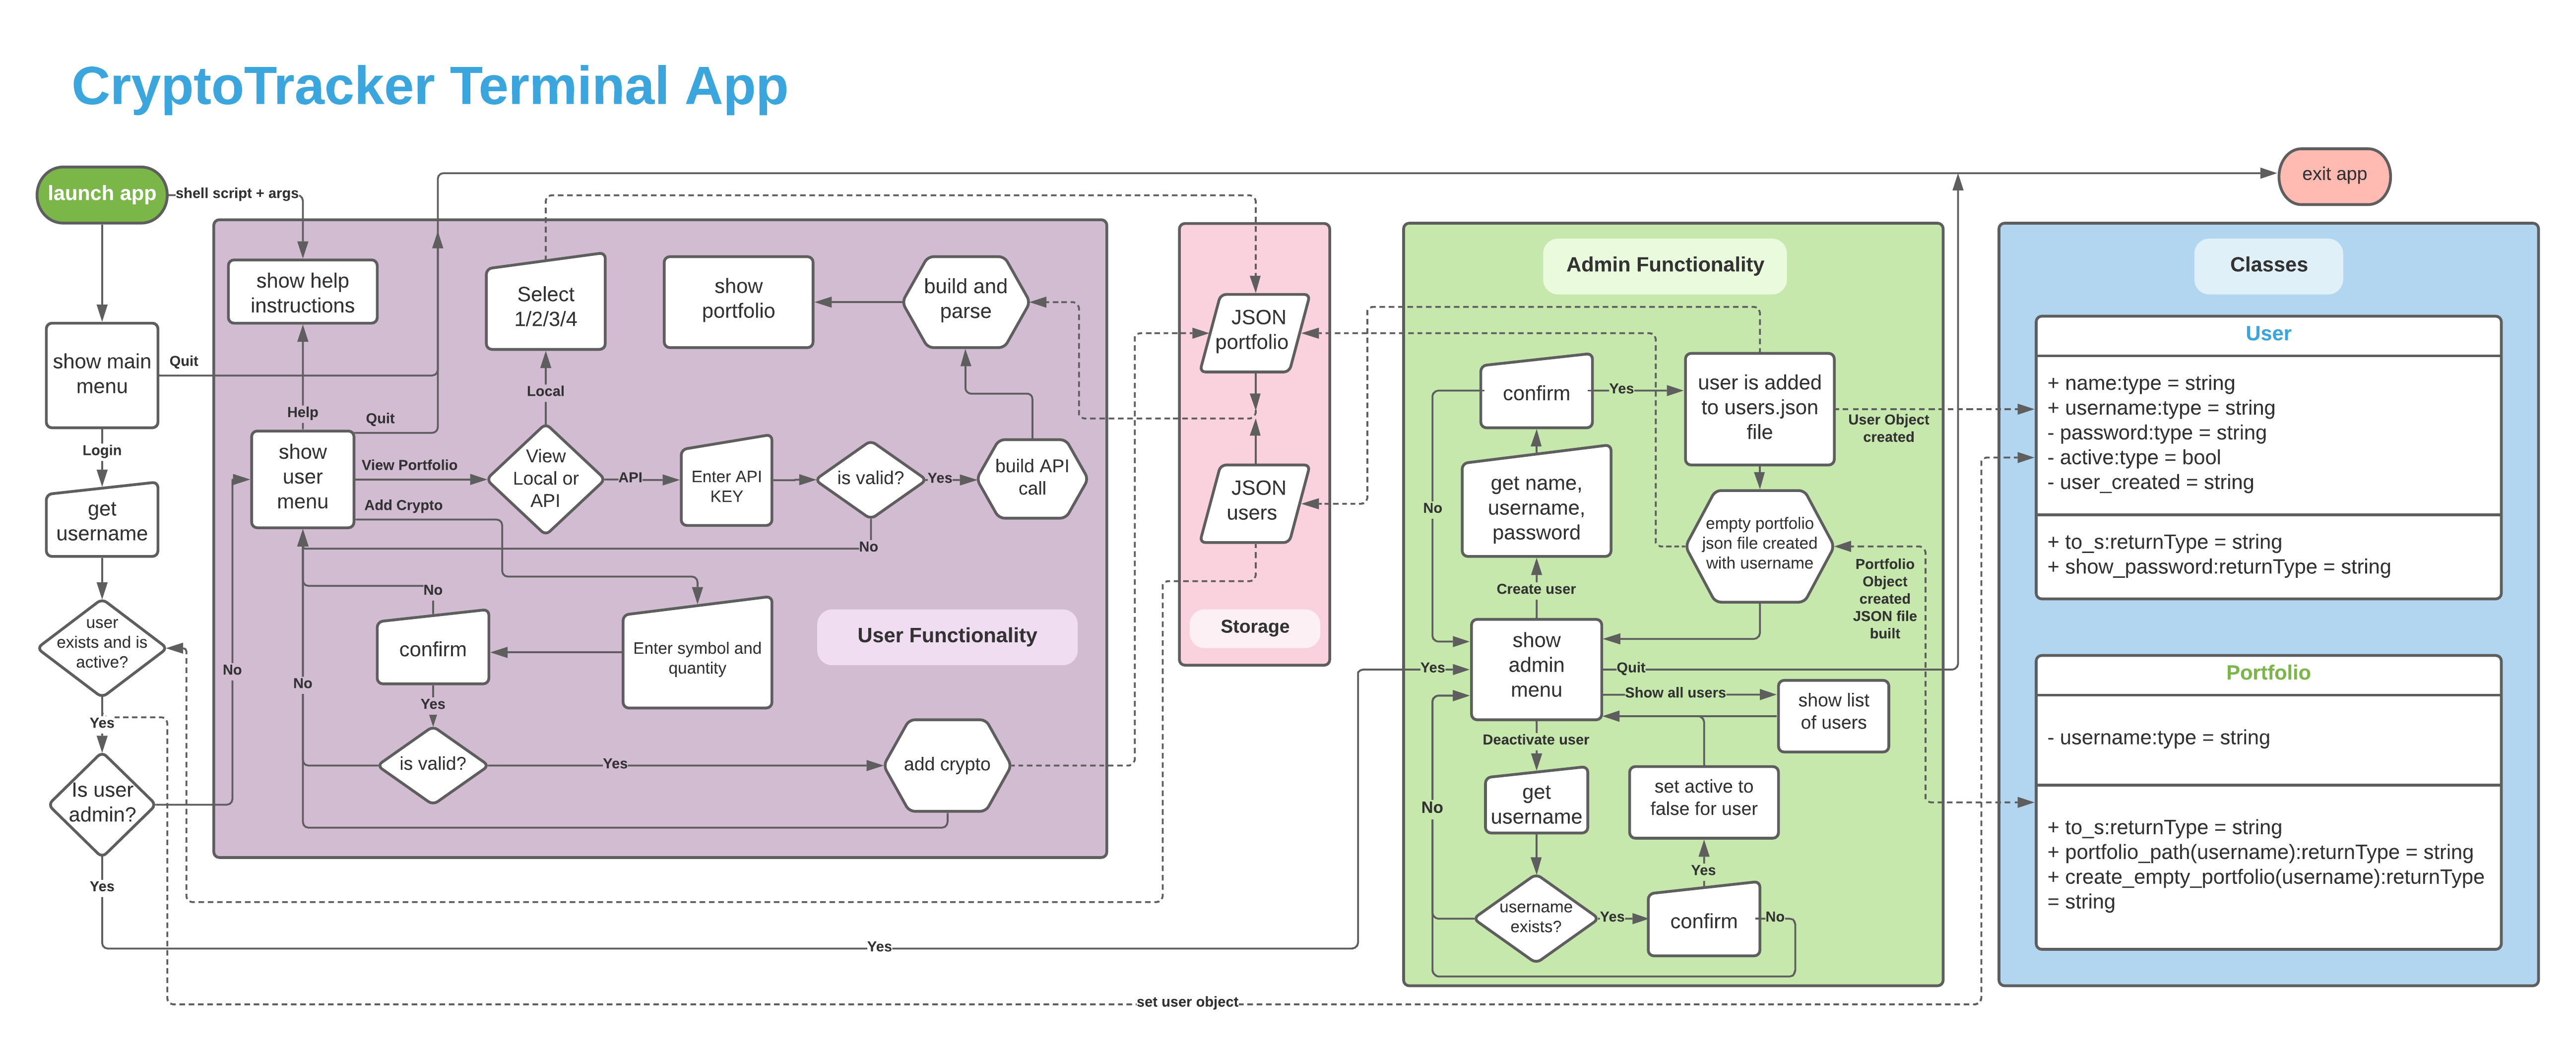 CryptoTracker Terminal App
launch app
shell script + args
exit app
show main
menu
Quit
Login
get
username
user
exists and is
active?
Yes
Is user
admin?
No
Yes
show help
instructions
Help
Quit
show
user
menu
View Portfolio
Add Crypto
Select
1/2/3/4
Local
View
Local or
API
API
Enter API
KEY
is valid?
Yes
No
build API
call
build and
parse
show
portfolio
No
confirm
Yes
Enter symbol and
quantity
User Functionality
No
is valid?
Yes
add crypto
Yes
set user object
JSON
portfolio
JSON
users
Storage
Admin Functionality
confirm
Yes
user is added
to users.json
file
User Object
created
No
get name,
username,
password
empty portfolio
json file created
with username
Portfolio
Object
created
JSON file
built
Create user
Yes
show
admin
menu
Quit
Show all users
show list
of users
Deactivate user
get
username
set active to
false for user
No
Yes
username
exists?
Yes
confirm
No
Classes
User
+ name:type = string
+ username:type = string
- password:type = string
- active:type = bool
- user_created = string
+ to_s:returnType = string
+ show_password:returnType = string
Portfolio
- username:type = string
+ to_s:returnType = string
+ portfolio_path(username):returnType = string
+ create_empty_portfolio(username):returnType
= string